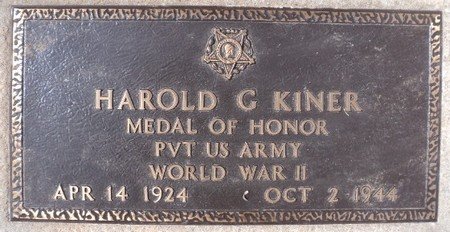 HAROLD G KINER
MEDAL OF HONOR
PVT US ARMY
WORLD WAR II
APR 14 1924 OCT 2 1944